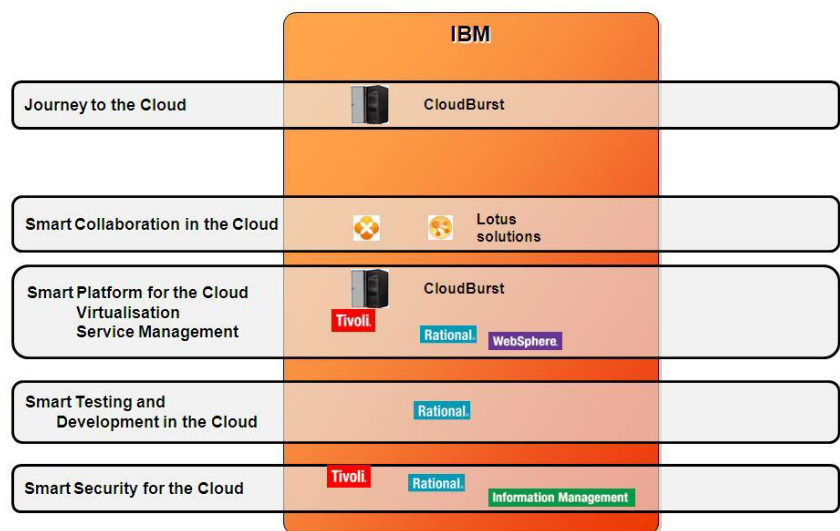 IBM
Journey to the Cloud
CloudBurst
Smart Collaboration in the Cloud
Lotus
solutions
Smart Platform for the Cloud
Virtualisation
Service Management
CloudBurst
Tivoli.
Rational.
WebSphere.
Smart Testing and
Development in the Cloud
Rational.
Smart Security for the Cloud
Tivoli.
Rational.
Information Management